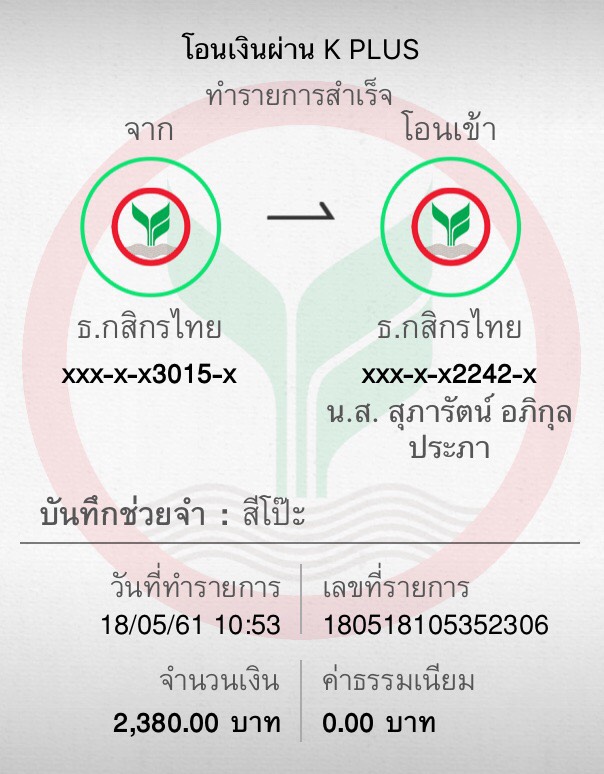 โอนเงินผ่าน K PLUS
ทำรายการสำเร็จ
จาก
โอนเข้า
ธ.กสิกรไทย
ธ.กสิกรไทย
xxx-x-x3015-x
xxx-x-x2242-x
น.ส. สุภารัตน์ อภิกุล
ประภา
บันทึกช่วยจำ : สีโป๊ะ
วันที่ทำรายการ
เลขที่รายการ
18/05/61 10:53
180518105352306
จำนวนเงิน
ค่าธรรมเนียม
2,380.00 บาท
0.00 บาท